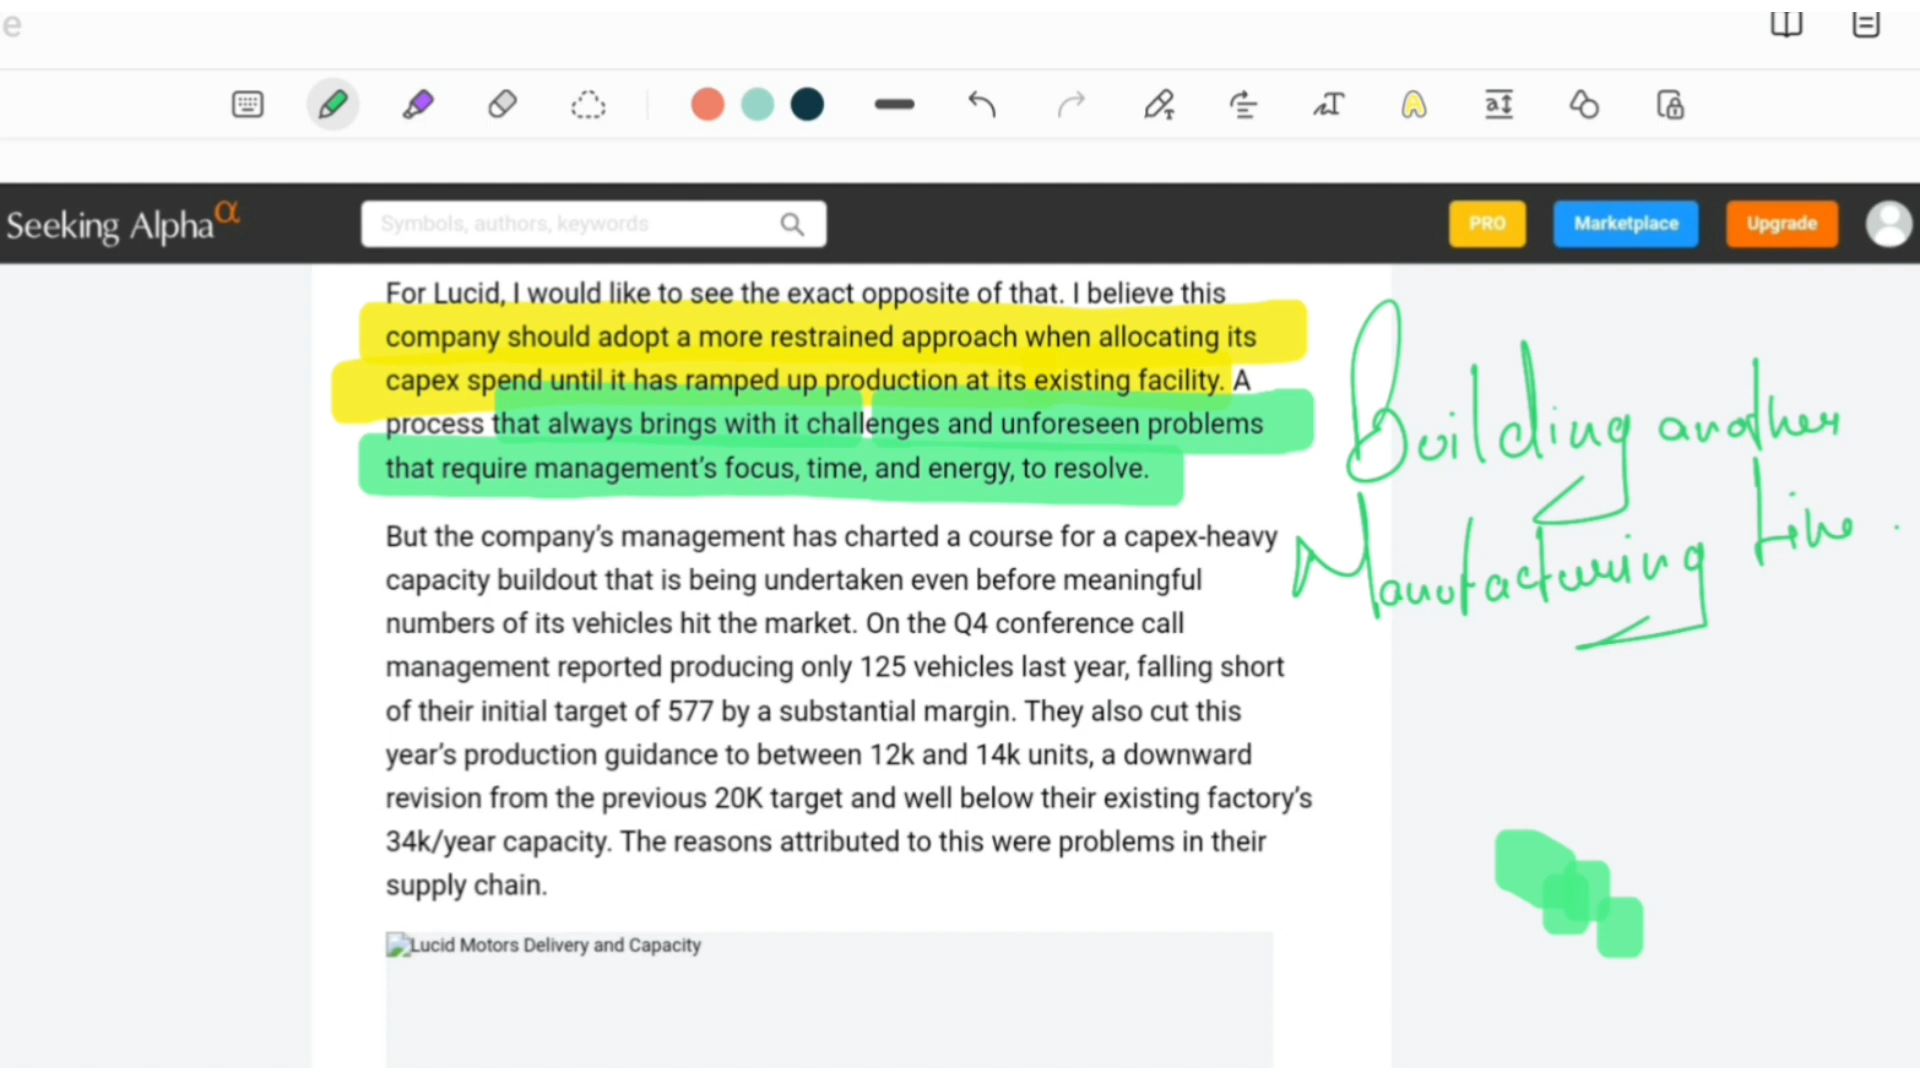 e
Seeking Alpha α
Symbols, authors, keywords
PRO
Marketplace
Upgrade
For Lucid, I would like to see the exact opposite of that. I believe this
company should adopt a more restrained approach when allocating its
capex spend until it has ramped up production at its existing facility. A
process that always brings with it challenges and unforeseen problems
that require management’s focus, time, and energy, to resolve.
But the company’s management has charted a course for a capex-heavy
capacity buildout that is being undertaken even before meaningful
numbers of its vehicles hit the market. On the Q4 conference call
management reported producing only 125 vehicles last year, falling short
of their initial target of 577 by a substantial margin. They also cut this
year’s production guidance to between 12k and 14k units, a downward
revision from the previous 20K target and well below their existing factory’s
34k/year capacity. The reasons attributed to this were problems in their
supply chain.
Lucid Motors Delivery and Capacity
Building another
Manufacturing Line.